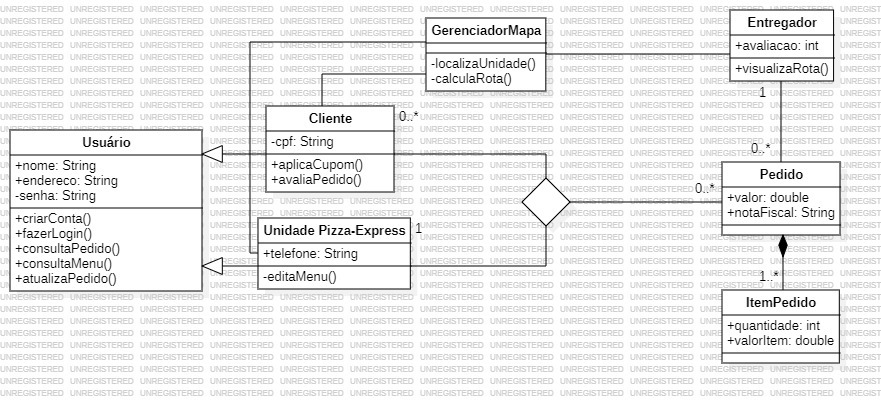 GerenciadorMapa
-localizaUnidade()
-calculaRota()
Entregador
+avaliacao: int
+visualizaRota()
1
0..*
Cliente
-cpf: String
+aplicaCupom()
+avaliaPedido()
0..*
Usuário
+nome: String
+endereco: String
-senha: String
+criarConta()
+fazerLogin()
+consultaPedido()
+consultaMenu()
+atualizaPedido()
Unidade Pizza-Express
+telefone: String
-editaMenu()
1
0..*
Pedido
+valor: double
+notaFiscal: String
1..*
ItemPedido
+quantidade: int
+valorItem: double
UNREGISTERED